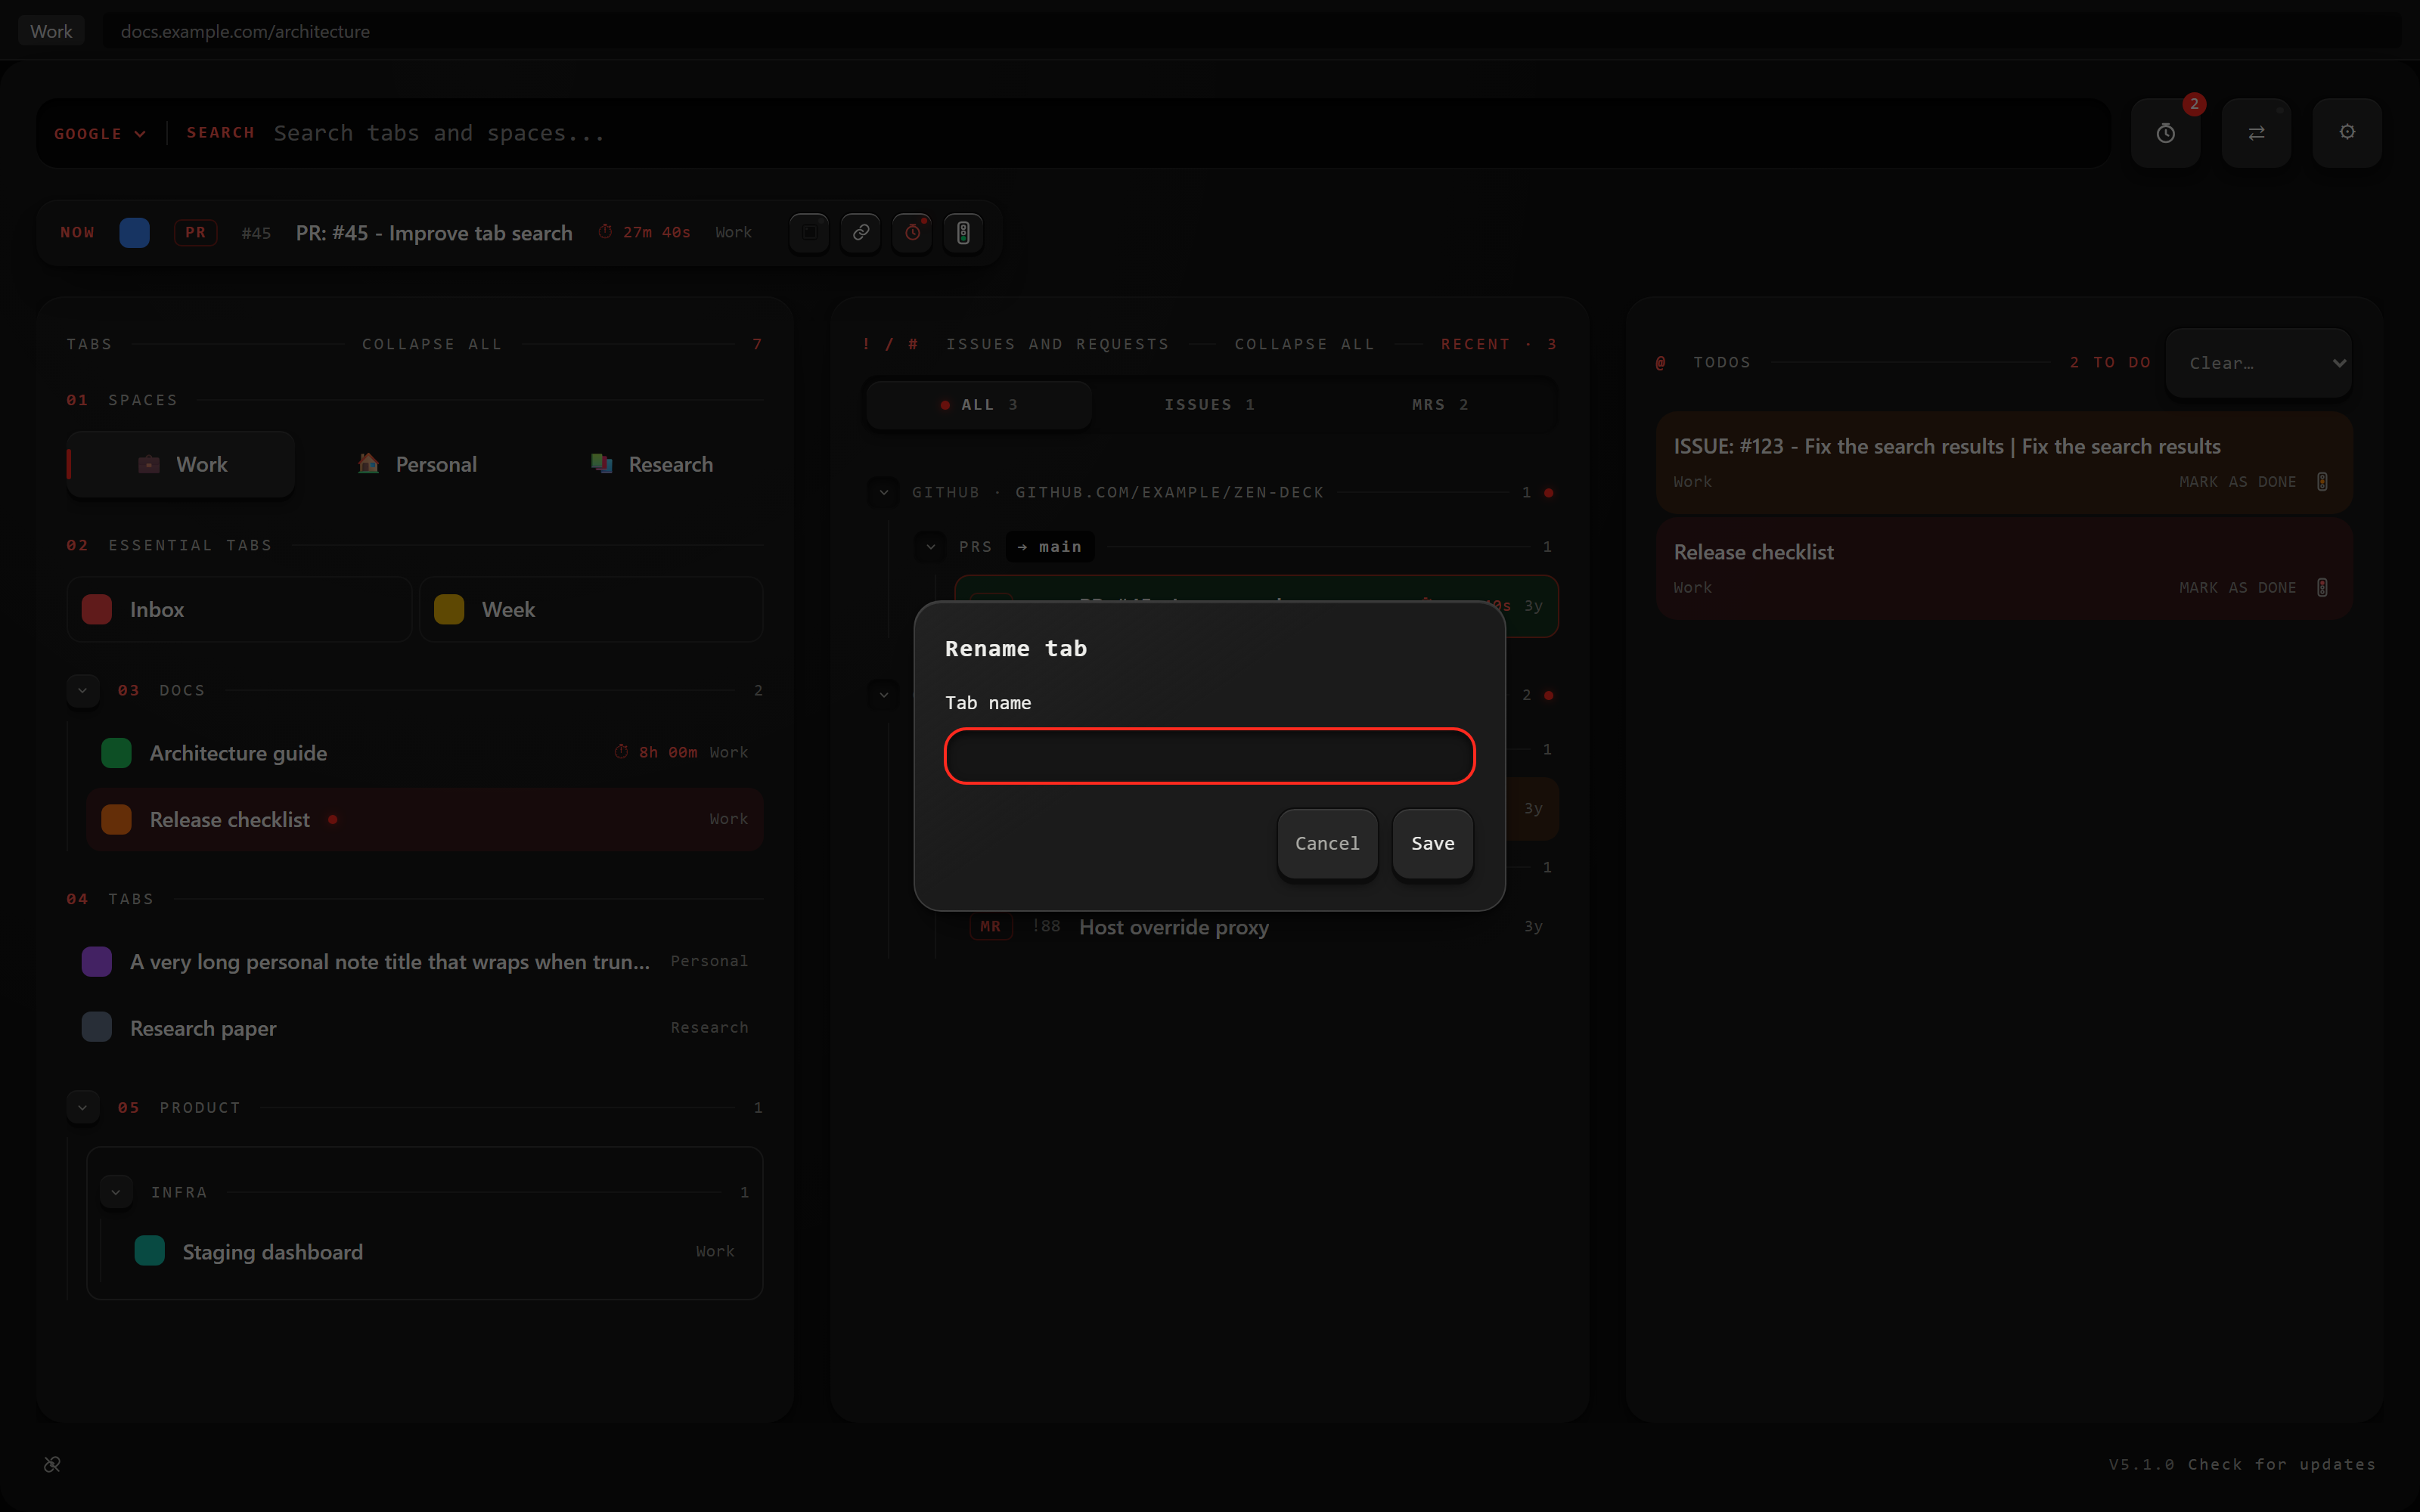 Work docs.example.com/architecture
GOOGLE SEARCH Search tabs and spaces...
2
NOW PR #45 PR: #45 - Improve tab search 27m 40s Work
TABS COLLAPSE ALL 7
01 SPACES
Work Personal Research
02 ESSENTIAL TABS
Inbox Week
03 DOCS 2
Architecture guide 8h 00m Work
Release checklist Work
04 TABS
A very long personal note title that wraps when trun... Personal
Research paper Research
05 PRODUCT 1
INFRA 1
Staging dashboard Work
! / # ISSUES AND REQUESTS COLLAPSE ALL RECENT · 3
ALL 3 ISSUES 1 MRS 2
GITHUB · GITHUB.COM/EXAMPLE/ZEN-DECK 1
PRS → main 1
3y
2
1
3y
1
MR !88 Host override proxy 3y
Rename tab
Tab name
Cancel Save
@ TODOS 2 TO DO Clear…
ISSUE: #123 - Fix the search results | Fix the search results
Work MARK AS DONE
Release checklist
Work MARK AS DONE
V5.1.0 Check for updates